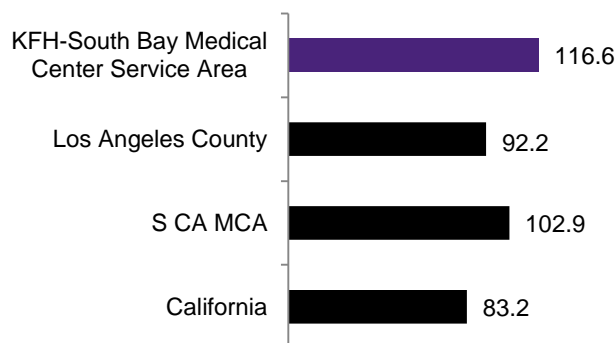 KFH-South Bay Medical
Center Service Area
116.6
Los Angeles County
92.2
S CA MCA
102.9
California
83.2